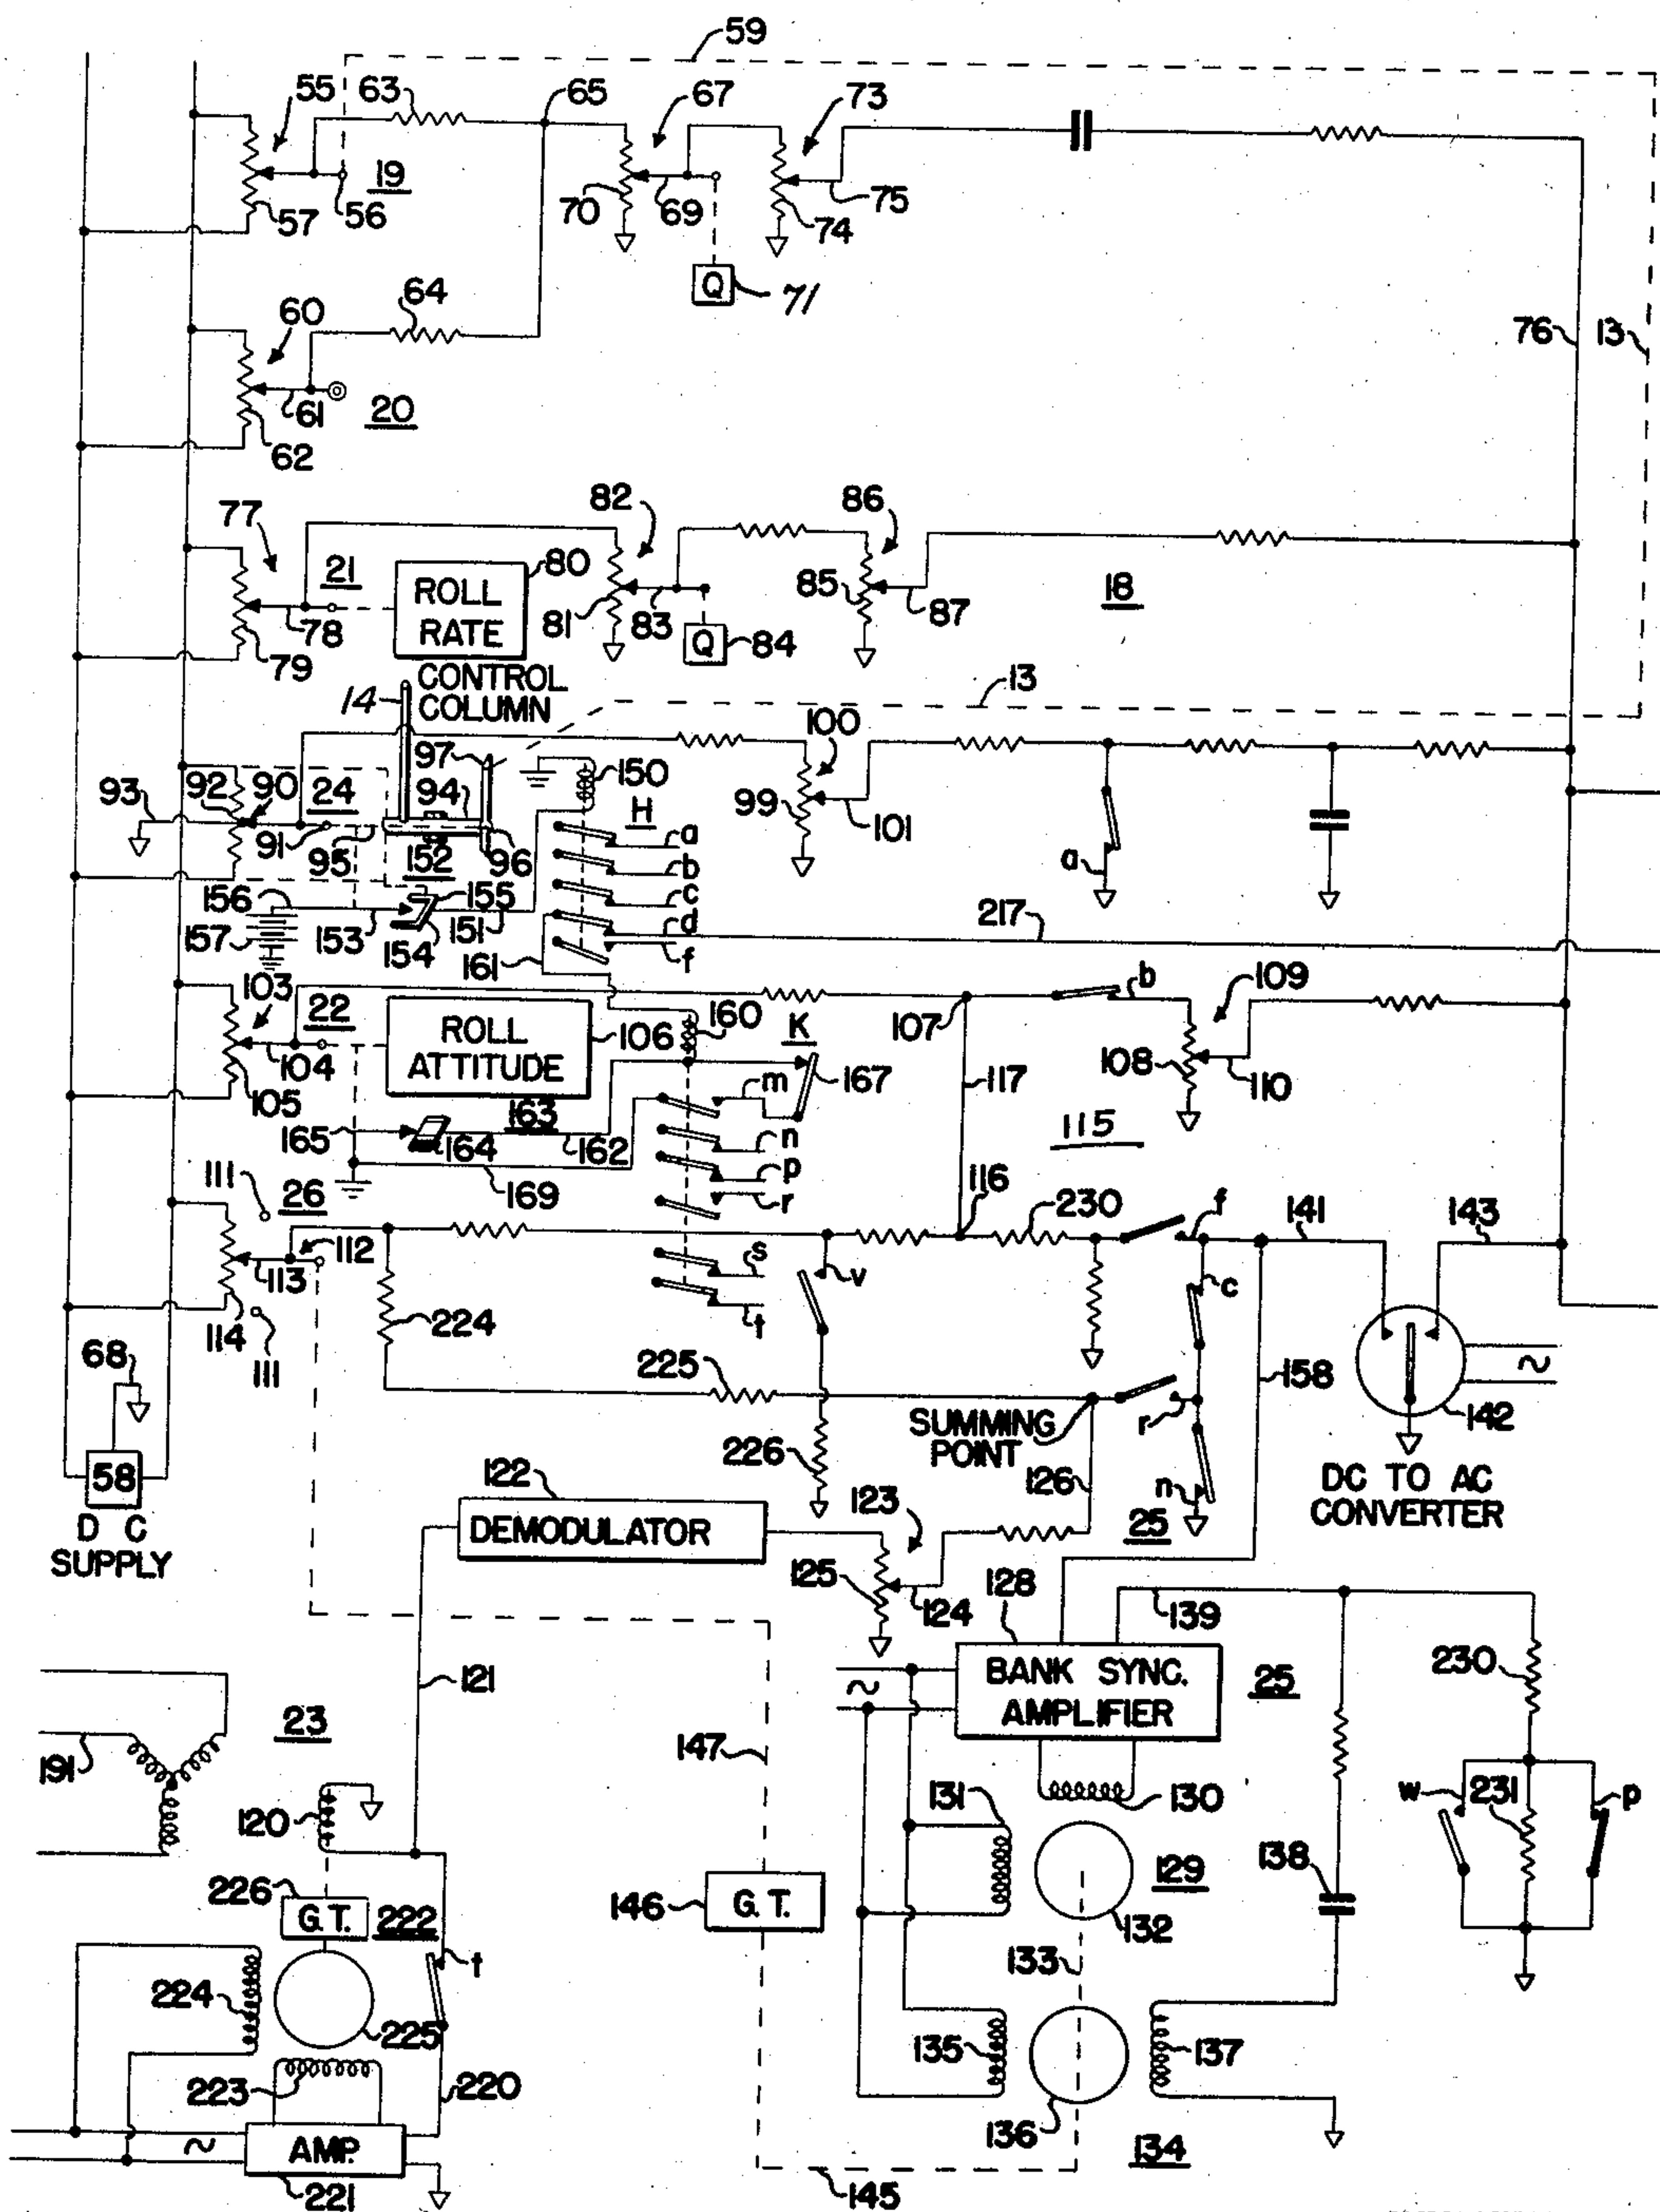 59
55
63
65
67
73
19
56
57
70
69
75
74
Q
71
60
64
61
20
62
76
13
77
82
86
21
80
ROLL
RATE
78
79
81
83
Q
84
85
87
18
CONTROL
COLUMN
14
13
100
93
92
90
24
97
94
150
H
99
101
91
95
152
96
a
b
c
d
f
a
156
155
157
153
154
151
161
217
103
22
ROLL
ATTITUDE
106
160
K
107
b
109
104
105
163
m
167
117
108
110
165
164
162
n
p
r
115
111
26
169
116
230
f
141
143
112
113
s
t
v
c
114
111
224
158
68
225
SUMMING
POINT
r
142
226
126
n
DC TO AC
CONVERTER
58
D C
SUPPLY
122
DEMODULATOR
123
25
125
124
128
139
121
BANK SYNC.
AMPLIFIER
25
230
23
191
147
120
131
130
w
231
p
226
G.T.
222
146
G.T.
129
132
138
t
133
224
225
135
137
223
220
136
134
AMP.
221
145